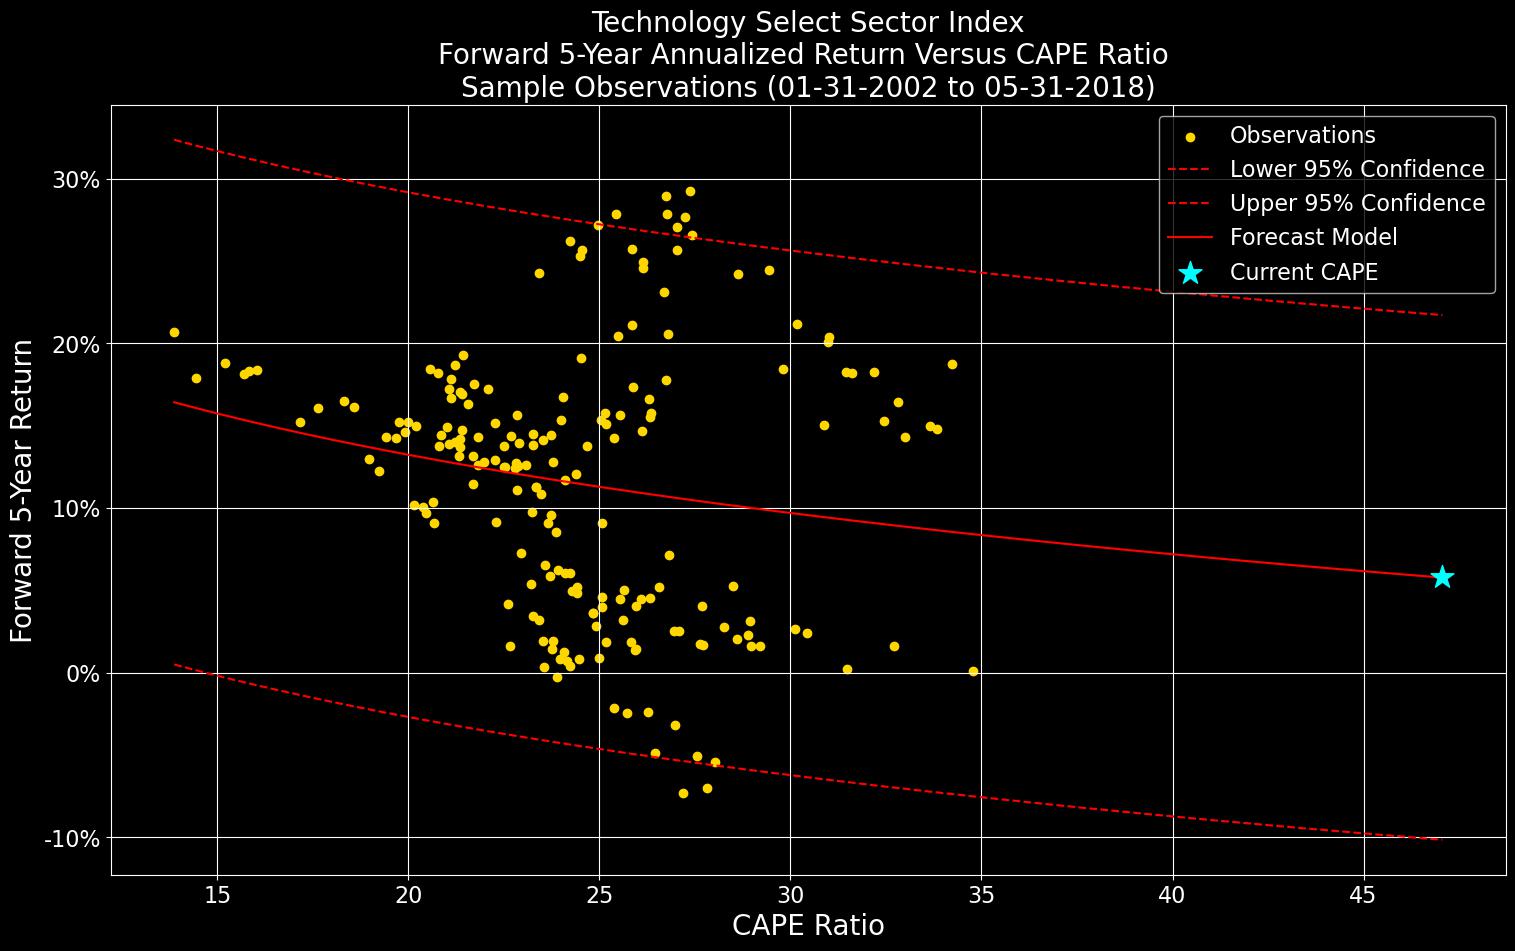 Technology Select Sector Index
Forward 5-Year Annualized Return Versus CAPE Ratio
Sample Observations (01-31-2002 to 05-31-2018)
Observations
Lower 95% Confidence
Upper 95% Confidence
Forecast Model
Current CAPE
Forward 5-Year Return
30%
20%
10%
0%
-10%
15 20 25 30 35 40 45
CAPE Ratio